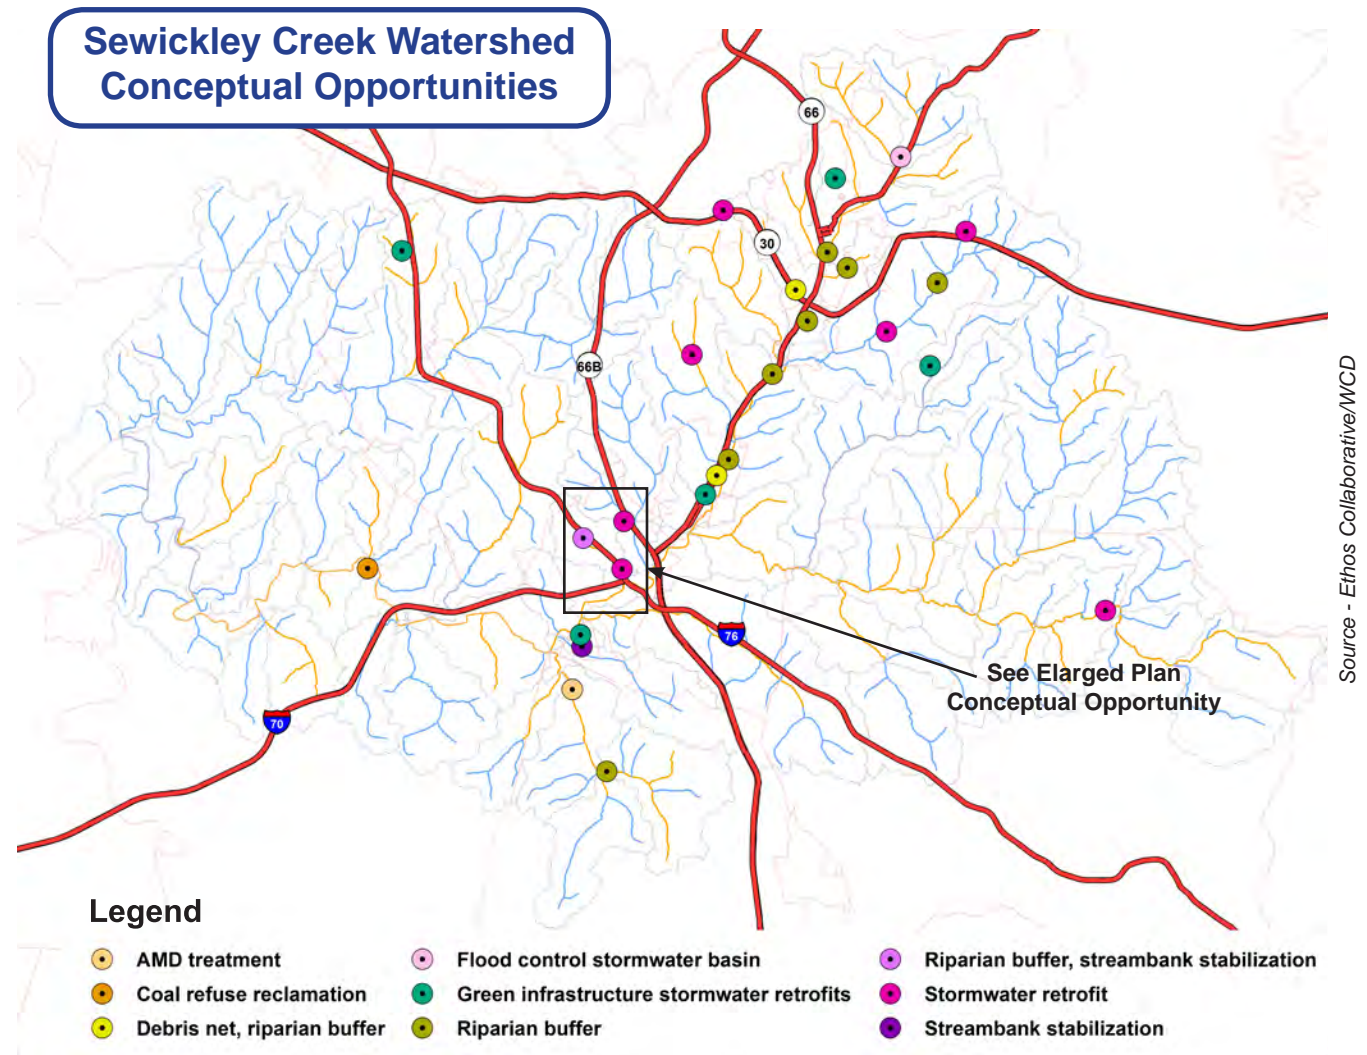 Sewickley Creek Watershed
Conceptual Opportunities
66
30
66B
76
70
See Elarged Plan
Conceptual Opportunity
Source - Ethos Collaborative/WCD
Legend
AMD treatment
Coal refuse reclamation
Debris net, riparian buffer
Flood control stormwater basin
Green infrastructure stormwater retrofits
Riparian buffer
Riparian buffer, streambank stabilization
Stormwater retrofit
Streambank stabilization